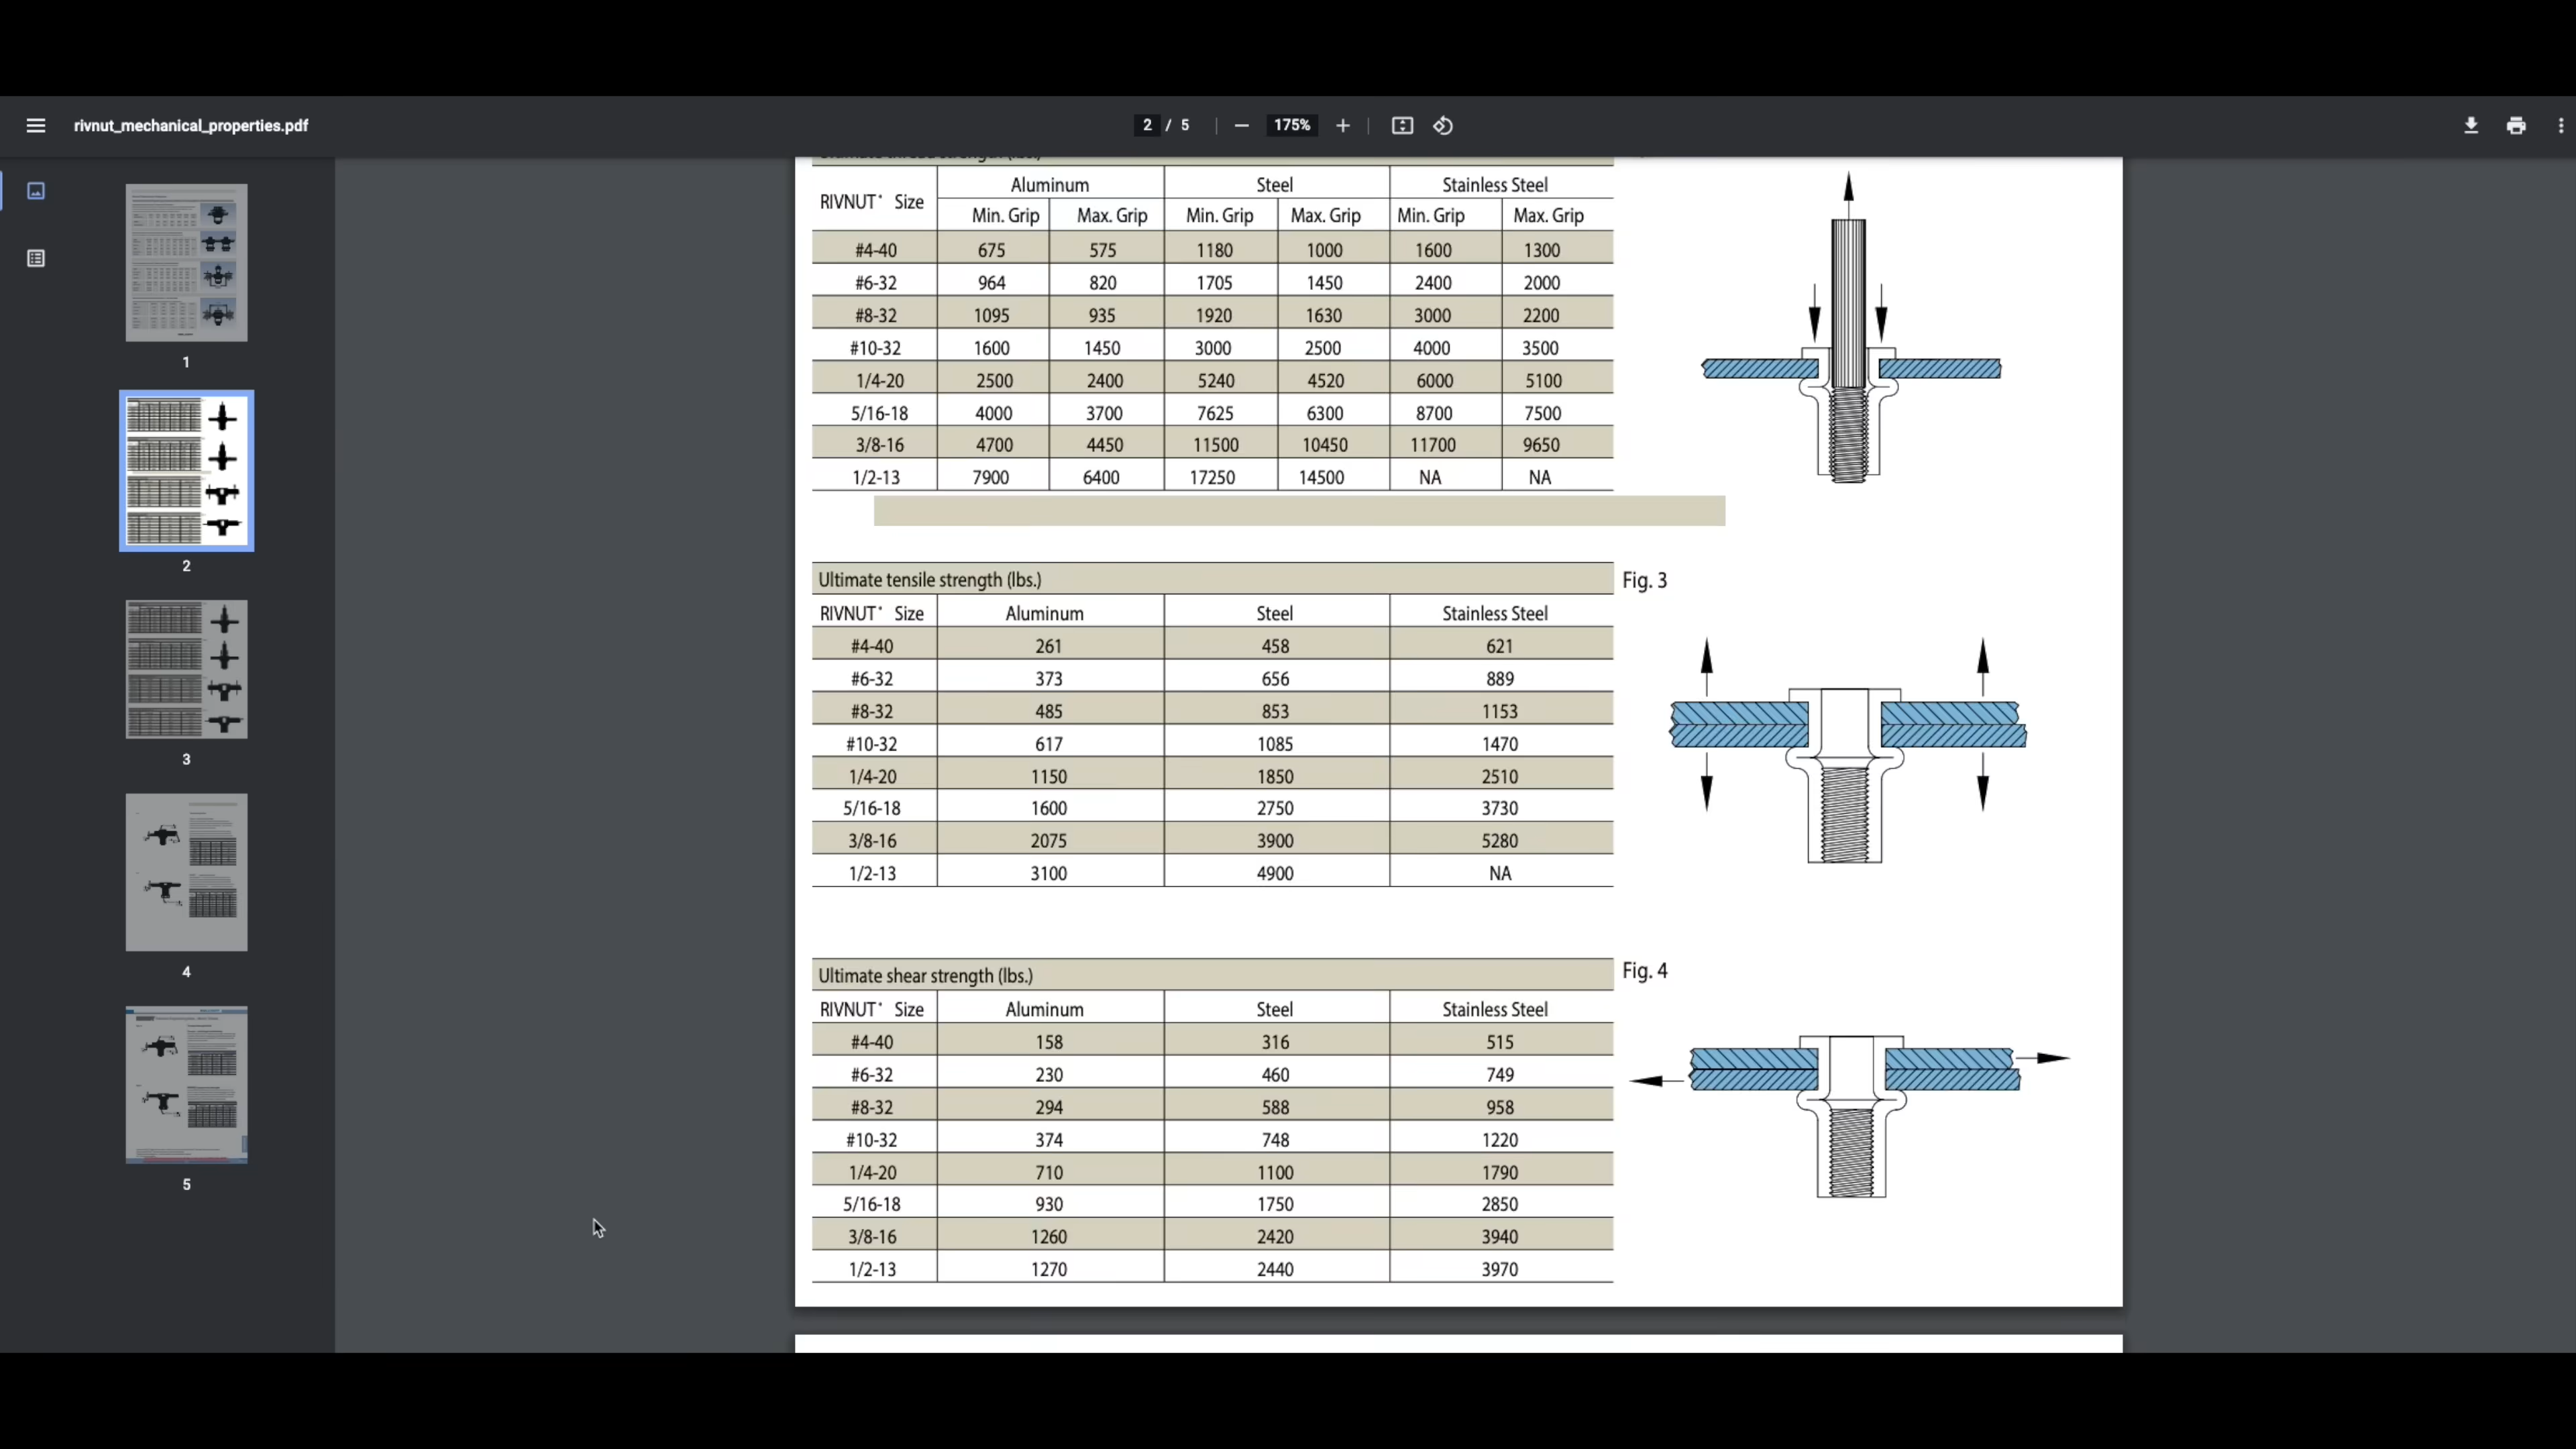 rivnut_mechanical_properties.pdf
2 / 5
175%
Ultimate thread strength (lbs.)
RIVNUT® Size Aluminum Steel Stainless Steel
Min. Grip Max. Grip Min. Grip Max. Grip Min. Grip Max. Grip
#4-40 675 575 1180 1000 1600 1300
#6-32 964 820 1705 1450 2400 2000
#8-32 1095 935 1920 1630 3000 2200
#10-32 1600 1450 3000 2500 4000 3500
1/4-20 2500 2400 5240 4520 6000 5100
5/16-18 4000 3700 7625 6300 8700 7500
3/8-16 4700 4450 11500 10450 11700 9650
1/2-13 7900 6400 17250 14500 NA NA
Ultimate tensile strength (lbs.) Fig. 3
RIVNUT® Size Aluminum Steel Stainless Steel
#4-40 261 458 621
#6-32 373 656 889
#8-32 485 853 1153
#10-32 617 1085 1470
1/4-20 1150 1850 2510
5/16-18 1600 2750 3730
3/8-16 2075 3900 5280
1/2-13 3100 4900 NA
Ultimate shear strength (lbs.) Fig. 4
RIVNUT® Size Aluminum Steel Stainless Steel
#4-40 158 316 515
#6-32 230 460 749
#8-32 294 588 958
#10-32 374 748 1220
1/4-20 710 1100 1790
5/16-18 930 1750 2850
3/8-16 1260 2420 3940
1/2-13 1270 2440 3970
1
2
3
4
5